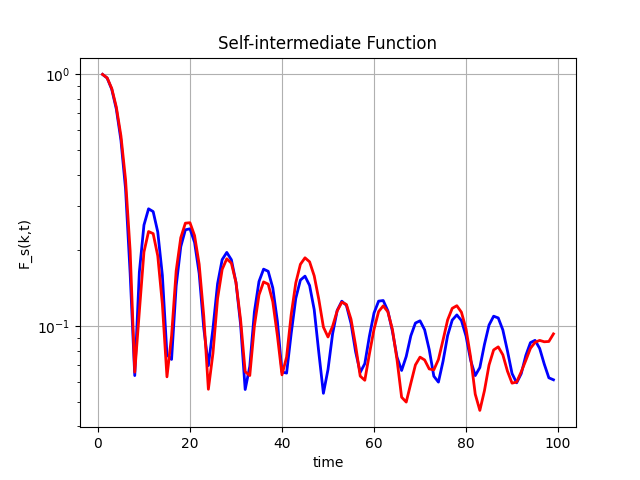 Self-intermediate Function
F_s(k,t)
10⁰
10⁻¹
0 20 40 60 80 100
time